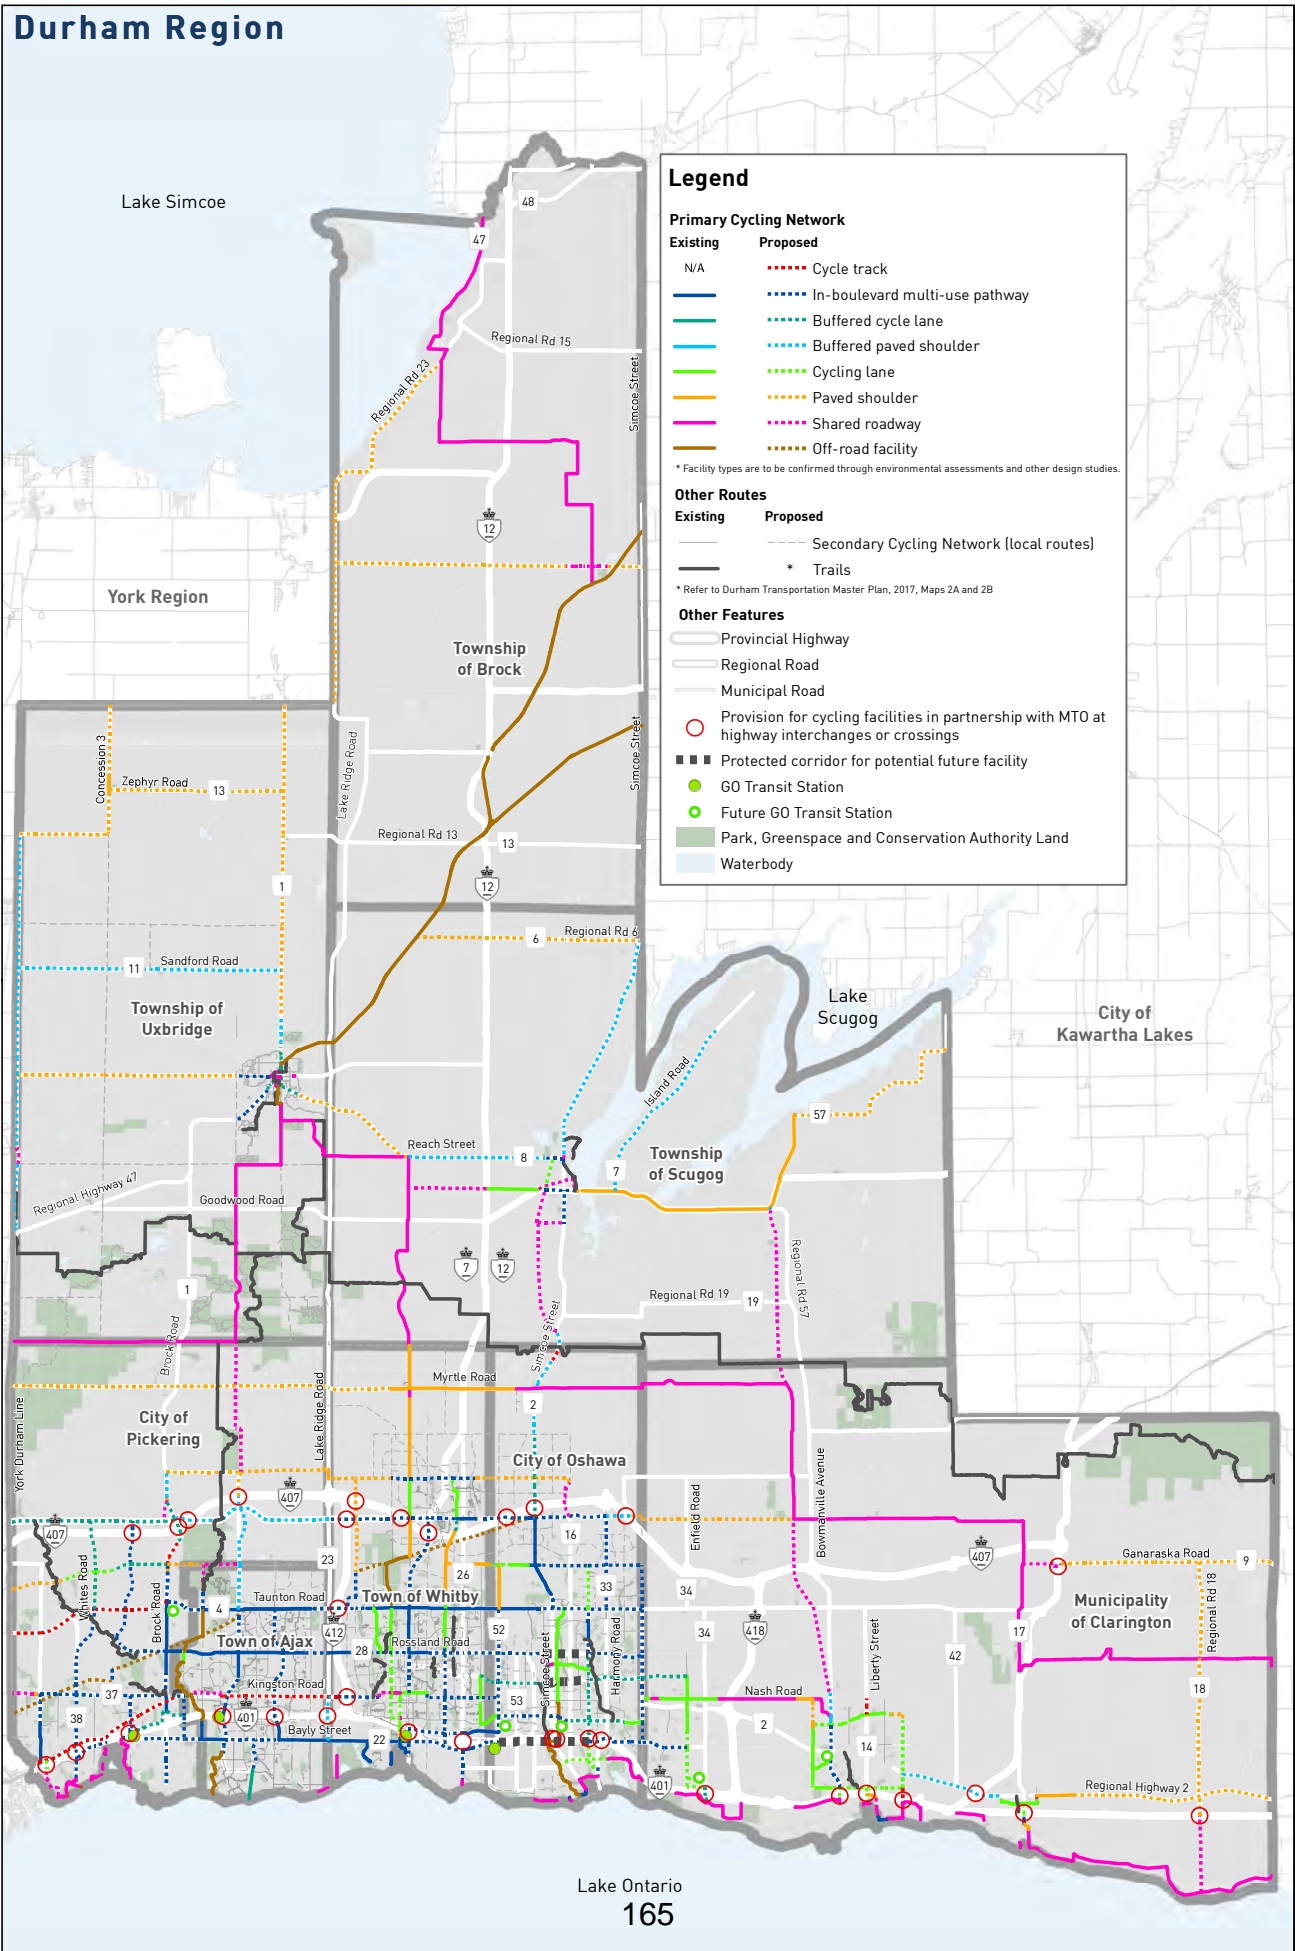 Durham Region
Lake Simcoe
48
47
Regional Rd 15
Regional Rd 23
Simcoe Street
12
York Region
Township
of Brock
Simcoe Street
Lake Ridge Road
Concession 3
Zephyr Road
13
Regional Rd 13
13
12
1
Regional Rd 6
6
Sandford Road
11
Township of
Uxbridge
Lake
Scugog
City of
Kawartha Lakes
Island Road
57
Reach Street
8
7
Township
of Scugog
Regional Highway 47
Goodwood Road
7
12
1
Regional Rd 19
19
Regional Rd 57
Simcoe Street
Brock Road
Myrtle Road
2
York Durham Line
City of
Pickering
Lake Ridge Road
City of Oshawa
Enfield Road
Bowmanville Avenue
407
407
16
407
Ganaraska Road
9
Regional Rd 18
Whites Road
Brock Road
23
26
33
34
Taunton Road
Town of Whitby
4
412
Town of Ajax
28
Rossland Road
52
Simcoe Street
Harmony Road
34
418
Liberty Street
42
17
Municipality
of Clarington
Kingston Road
37
38
401
Bayly Street
22
53
Nash Road
2
14
18
401
Regional Highway 2
Lake Ontario
165
Legend
Primary Cycling Network
Existing Proposed
N/A Cycle track
In-boulevard multi-use pathway
Buffered cycle lane
Buffered paved shoulder
Cycling lane
Paved shoulder
Shared roadway
Off-road facility
* Facility types are to be confirmed through environmental assessments and other design studies.
Other Routes
Existing Proposed
Secondary Cycling Network (local routes)
* Trails
* Refer to Durham Transportation Master Plan, 2017, Maps 2A and 2B
Other Features
Provincial Highway
Regional Road
Municipal Road
Provision for cycling facilities in partnership with MTO at
highway interchanges or crossings
Protected corridor for potential future facility
GO Transit Station
Future GO Transit Station
Park, Greenspace and Conservation Authority Land
Waterbody